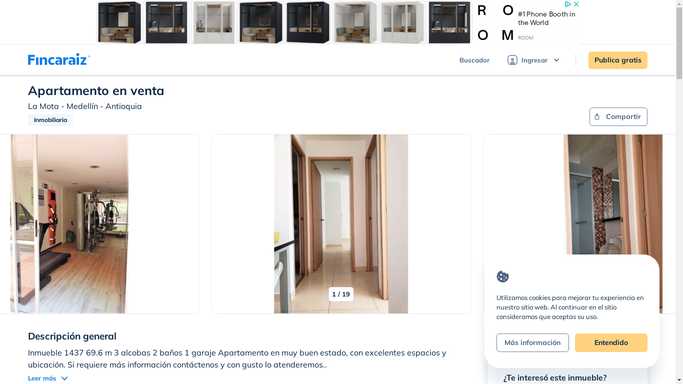 R O
O M
#1 Phone Booth in
the World
ROOM
Fincaraiz
Buscador
Ingresar
Publica gratis
Apartamento en venta
La Mota - Medellín - Antioquia
Inmobiliaria
Compartir
1 / 19
Utilizamos cookies para mejorar tu experiencia en
nuestro sitio web. Al continuar en el sitio
consideramos que aceptas su uso.
Más información
Entendido
Descripción general
Inmueble 1437 69.6 m 3 alcobas 2 baños 1 garaje Apartamento en muy buen estado, con excelentes espacios y
ubicación. Si requiere más información contáctenos y con gusto lo atenderemos..
Leer más
¿Te interesó este inmueble?